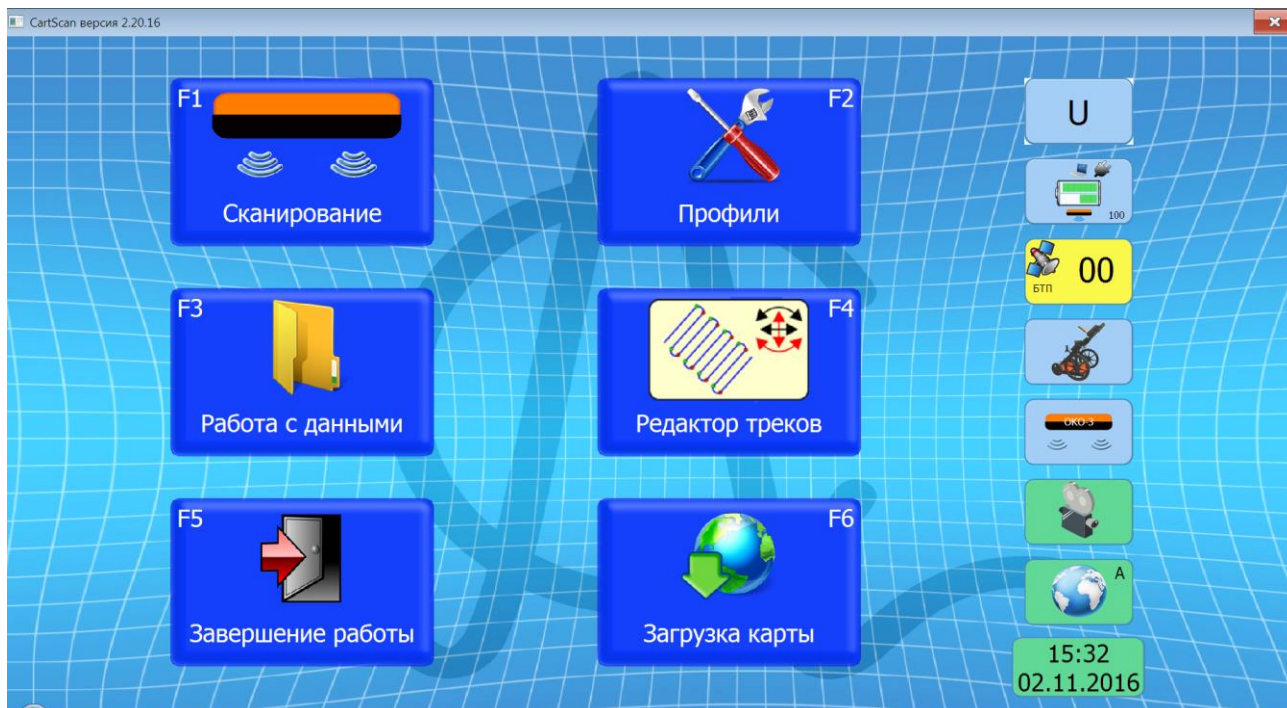 CartScan версия 2.20.16
F1
Сканирование
F2
Профили
F3
Работа с данными
F4
Редактор треков
F5
Завершение работы
F6
Загрузка карты
U
100
БТП
00
ОКО-3
A
15:32
02.11.2016